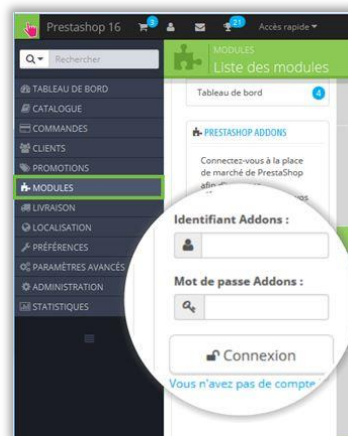 Prestashop 16
3
21
Accès rapide
Rechercher
MODULES
Liste des modules
TABLEAU DE BORD
CATALOGUE
COMMANDES
CLIENTS
PROMOTIONS
MODULES
LIVRAISON
LOCALISATION
PRÉFÉRENCES
PARAMÈTRES AVANCÉS
ADMINISTRATION
STATISTIQUES
Tableau de bord
4
PRESTASHOP ADDONS
Connectez-vous à la place
de marché de PrestaShop
Identifiant Addons :
Mot de passe Addons :
Connexion
Vous n'avez pas de compte